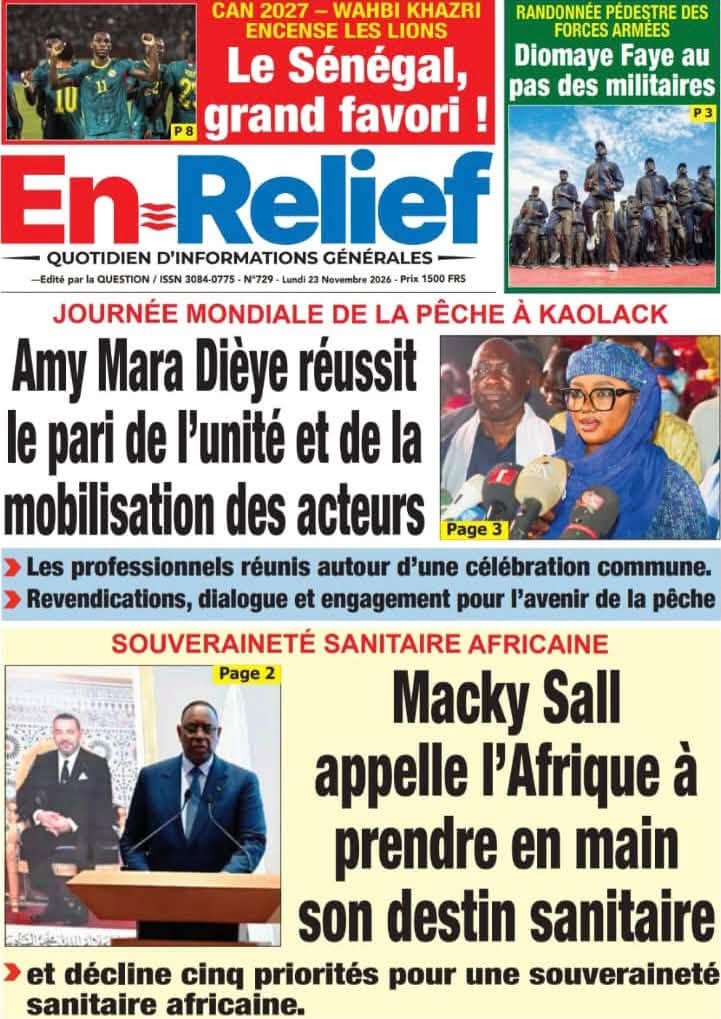 CAN 2027 – WAHBI KHAZRI
ENCENSE LES LIONS
Le Sénégal,
grand favori !
P 8
RANDONNÉE PÉDESTRE DES
FORCES ARMÉES
Diomaye Faye au
pas des militaires
P 3
En Relief
QUOTIDIEN D'INFORMATIONS GÉNÉRALES
—Edité par la QUESTION / ISSN 3084-0775 - N°729 - Lundi 23 Novembre 2026 - Prix 1500 FRS
JOURNÉE MONDIALE DE LA PÊCHE À KAOLACK
Amy Mara Dièye réussit
le pari de l'unité et de la
mobilisation des acteurs
Page 3
Les professionnels réunis autour d'une célébration commune.
Revendications, dialogue et engagement pour l'avenir de la pêche
SOUVERAINETÉ SANITAIRE AFRICAINE
Page 2
Macky Sall
appelle l'Afrique à
prendre en main
son destin sanitaire
et décline cinq priorités pour une souveraineté
sanitaire africaine.